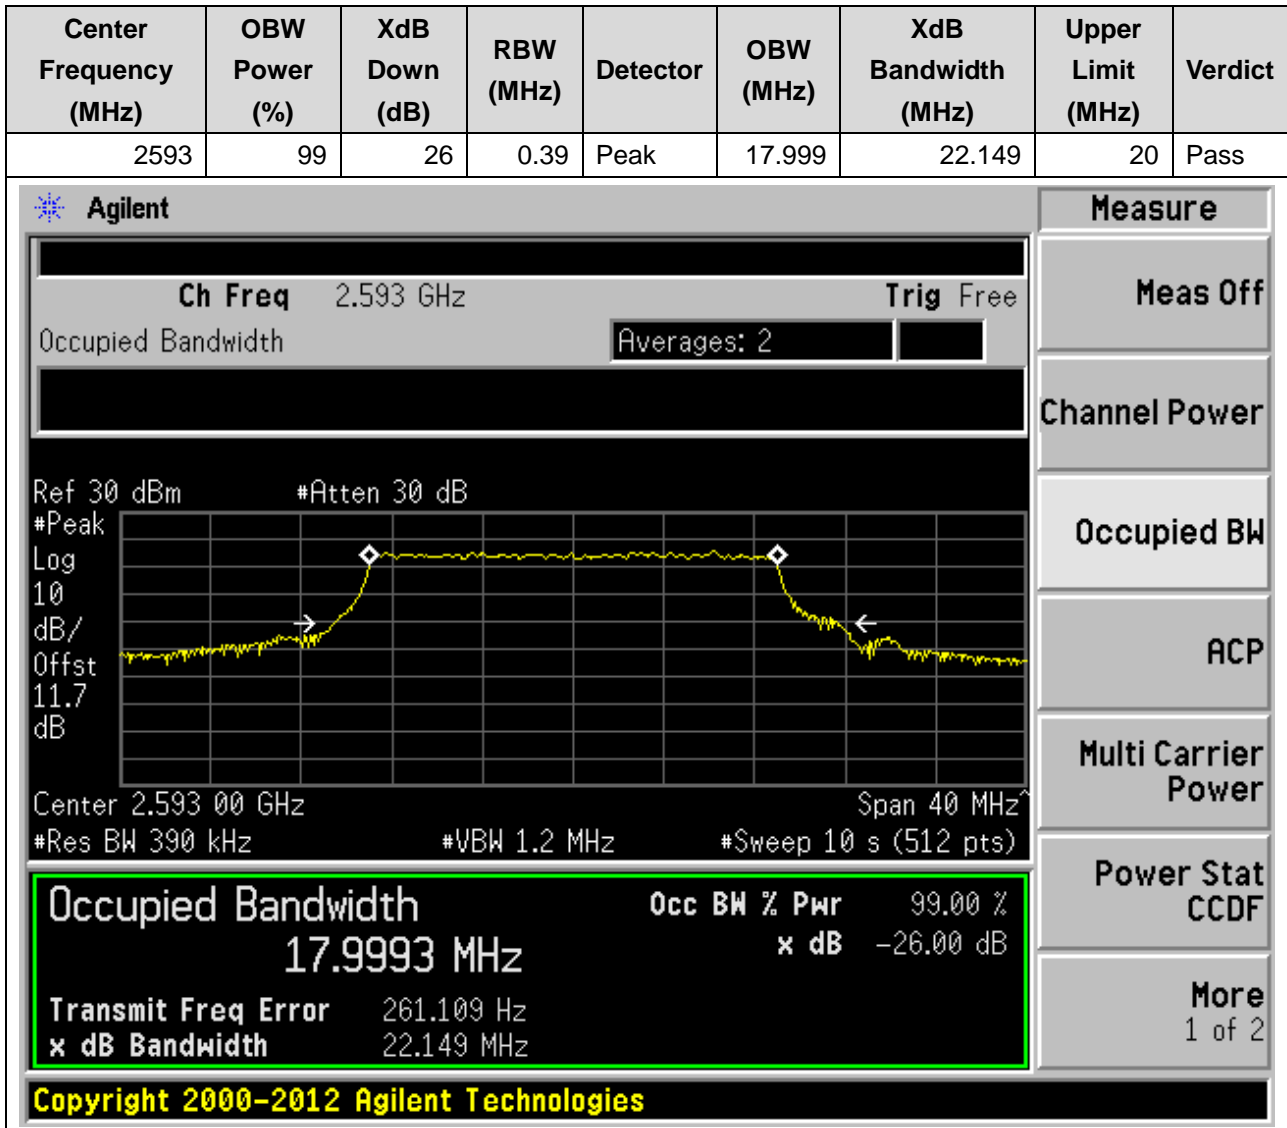 Center Frequency (MHz) OBW Power (%) XdB Down (dB) RBW (MHz) Detector OBW (MHz) XdB Bandwidth (MHz) Upper Limit (MHz) Verdict
2593 99 26 0.39 Peak 17.999 22.149 20 Pass
Agilent
Measure
Ch Freq 2.593 GHz Trig Free
Meas Off
Occupied Bandwidth Averages: 2
Channel Power
Ref 30 dBm #Atten 30 dB
#Peak
Log
10
dB/
Offst
11.7
dB
Occupied BW
ACP
Multi Carrier
Power
Center 2.593 00 GHz Span 40 MHz^
#Res BW 390 kHz #VBW 1.2 MHz #Sweep 10 s (512 pts)
Power Stat
CCDF
Occupied Bandwidth Occ BW % Pwr 99.00 %
17.9993 MHz x dB -26.00 dB
Transmit Freq Error 261.109 Hz
x dB Bandwidth 22.149 MHz
More
1 of 2
Copyright 2000-2012 Agilent Technologies